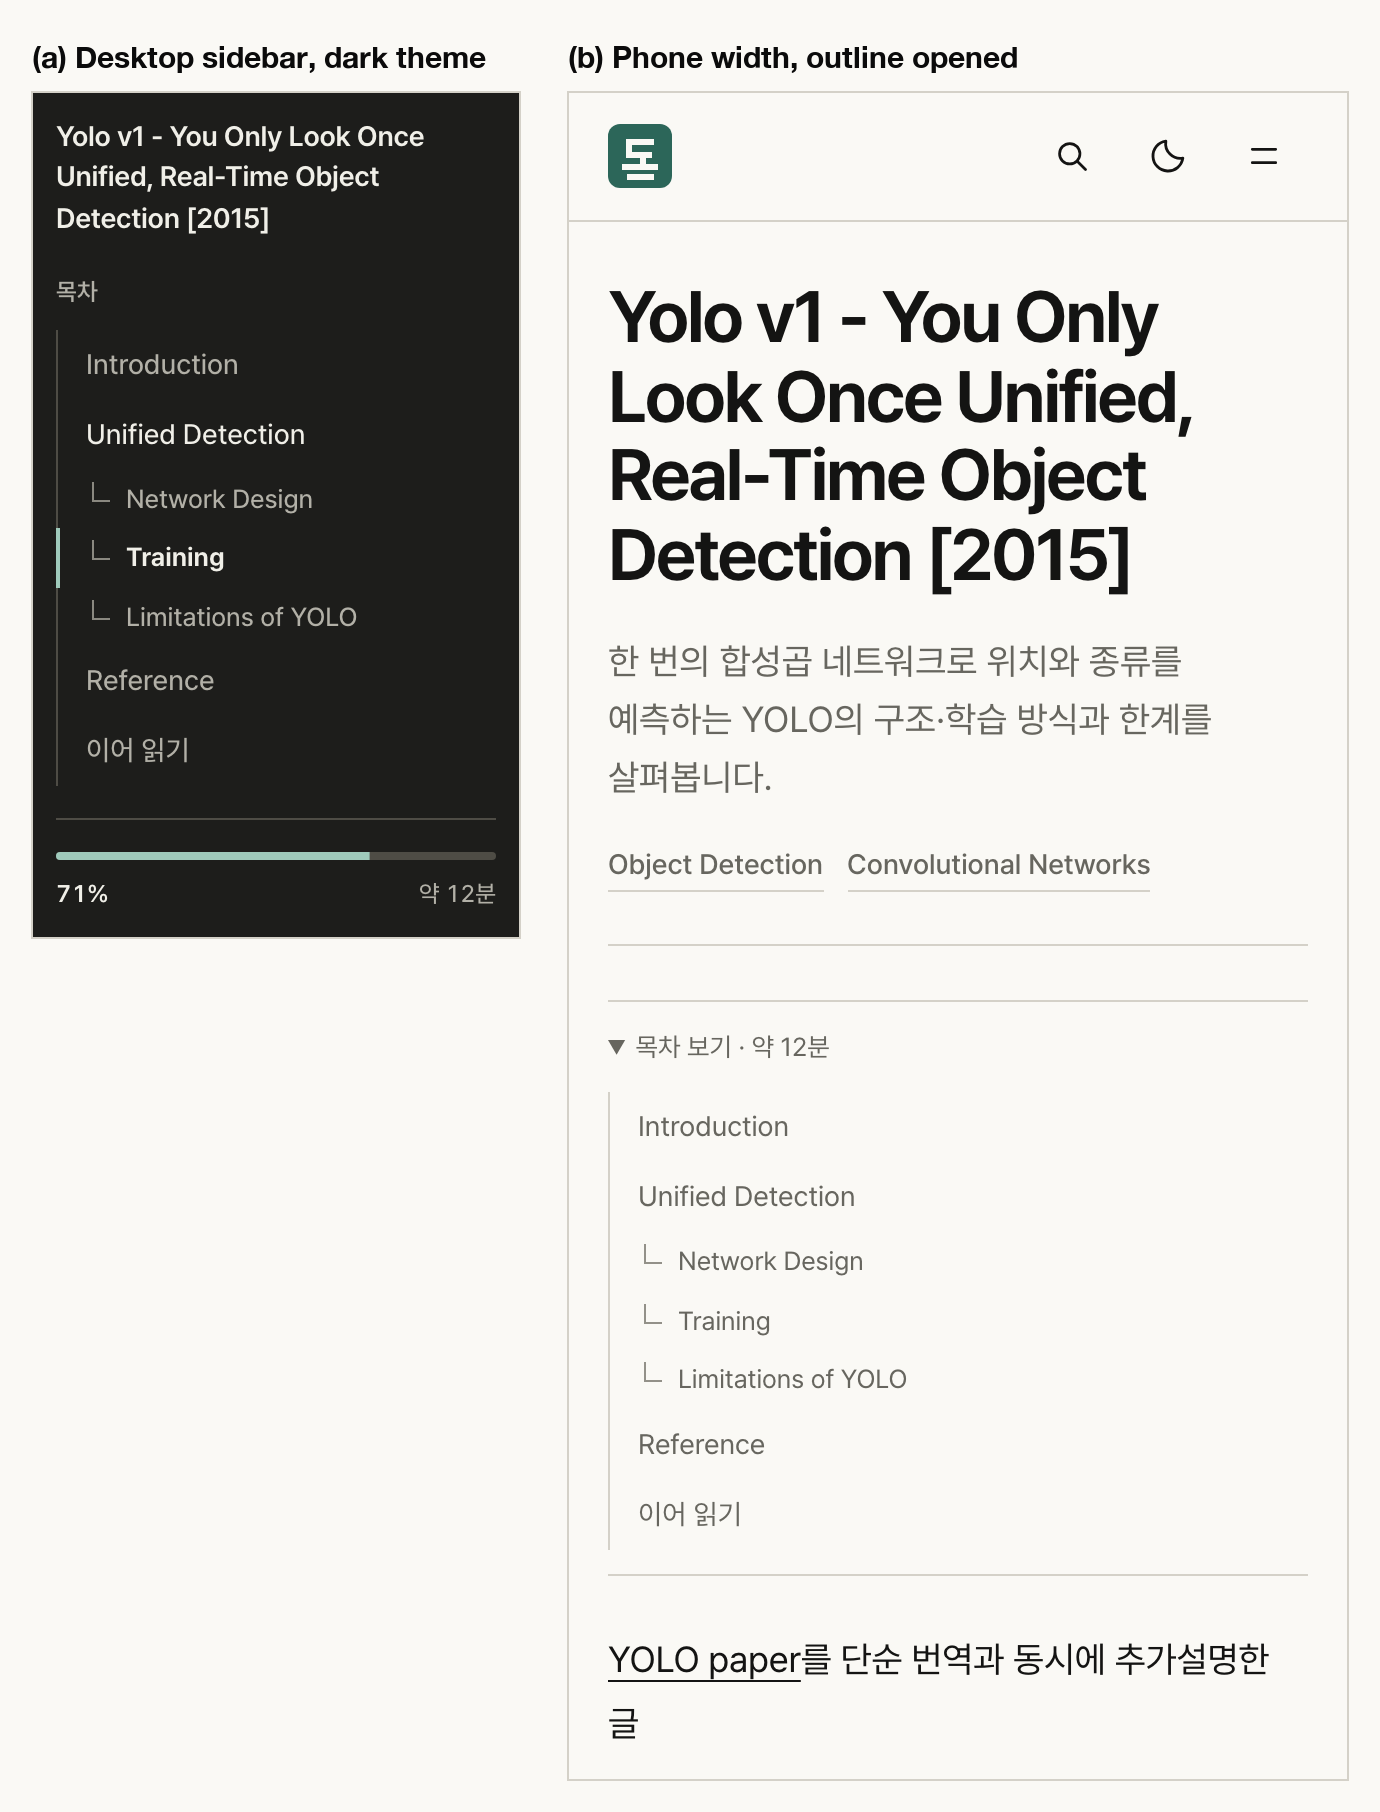 (a) Desktop sidebar, dark theme
Yolo v1 - You Only Look Once
Unified, Real-Time Object
Detection [2015]
목차
Introduction
Unified Detection
Network Design
Training
Limitations of YOLO
Reference
이어 읽기
71%
약 12분
(b) Phone width, outline opened
돔
Yolo v1 - You Only
Look Once Unified,
Real-Time Object
Detection [2015]
한 번의 합성곱 네트워크로 위치와 종류를
예측하는 YOLO의 구조·학습 방식과 한계를
살펴봅니다.
Object Detection Convolutional Networks
▼ 목차 보기 · 약 12분
Introduction
Unified Detection
Network Design
Training
Limitations of YOLO
Reference
이어 읽기
YOLO paper를 단순 번역과 동시에 추가설명한
글